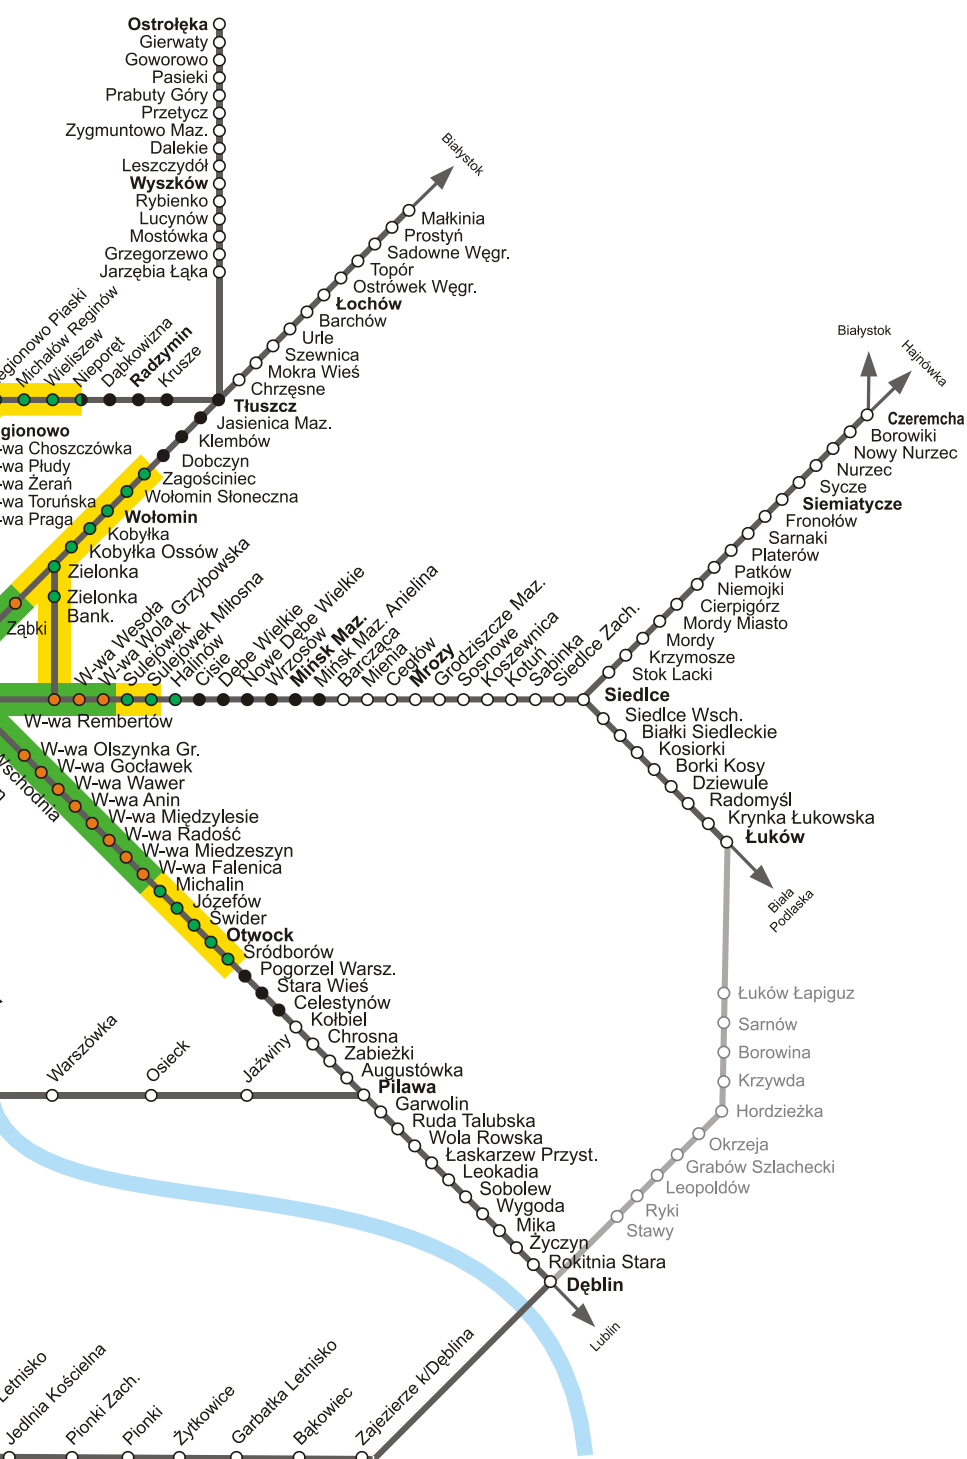 Ostrołęka
Gierwaty
Goworowo
Pasieki
Prabuty Góry
Przetycz
Zygmuntowo Maz.
Dalekie
Leszczydół
Wyszków
Rybienko
Lucynów
Mostówka
Grzegorzewo
Jarzębia Łąka
Białystok
Małkinia
Prostyń
Sadowne Węgr.
Topór
Ostrówek Węgr.
Łochów
Barchów
Urle
Szewnica
Mokra Wieś
Chrzęsne
Tłuszcz
Jasienica Maz.
Klembów
Dobczyn
Zagościniec
Wołomin Słoneczna
Wołomin
Kobyłka
Kobyłka Ossów
Zielonka
Zielonka
Bank.
Ząbki
egionowo Piaski
Michałów Reginów
Wieliszew
Nieporęt
Dąbkowizna
Radzymin
Krusze
gionowo
-wa Choszczówka
-wa Płudy
-wa Żerań
-wa Toruńska
-wa Praga
W-wa Rembertów
W-wa Wesoła
W-wa Wola Grzybowska
Sulejówek
Sulejówek Miłosna
Halinów
Cisie
Dębe Wielkie
Nowe Dębe Wielkie
Wrzosów
Mińsk Maz.
Mińsk Maz. Anielina
Barcząca
Mienia
Cegłów
Mrozy
Grodziszcze Maz.
Sosnowe
Koszewnica
Kotuń
Sabinka
Siedlce Zach.
Siedlce
Białystok
Hajnówka
Czeremcha
Borowiki
Nowy Nurzec
Nurzec
Sycze
Siemiatycze
Fronołów
Sarnaki
Platerów
Patków
Niemojki
Cierpigórz
Mordy Miasto
Mordy
Krzymosze
Stok Lacki
Siedlce Wsch.
Białki Siedleckie
Kosiorki
Borki Kosy
Dziewule
Radomyśl
Krynka Łukowska
Łuków
Biała
Podlaska
Łuków Łapiguz
Sarnów
Borowina
Krzywda
Hordzieżka
Okrzeja
Grabów Szlachecki
Leopoldów
Ryki
Stawy
Wschodnia
W-wa Olszynka Gr.
W-wa Gocławek
W-wa Wawer
W-wa Anin
W-wa Międzylesie
W-wa Radość
W-wa Miedzeszyn
W-wa Falenica
Michalin
Józefów
Świder
Otwock
Śródborów
Pogorzel Warsz.
Stara Wieś
Celestynów
Kołbiel
Chrosna
Zabieżki
Augustówka
Pilawa
Garwolin
Ruda Talubska
Wola Rowska
Łaskarzew Przyst.
Leokadia
Sobolew
Wygoda
Mika
Życzyn
Rokitnia Stara
Dęblin
Lublin
Warszówka
Osieck
Jaźwiny
Letnisko
Jedlnia Kościelna
Pionki Zach.
Pionki
Żytkowice
Garbatka Letnisko
Bąkowiec
Zajezierze k/Dęblina